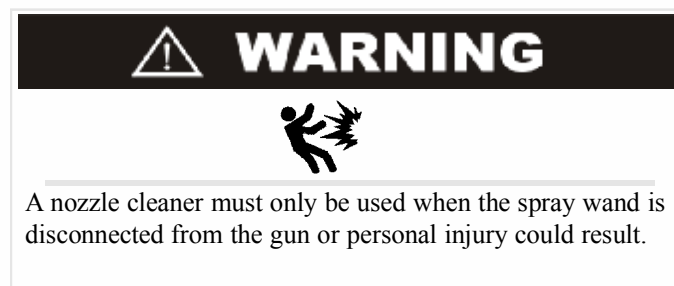 WARNING
A nozzle cleaner must only be used when the spray wand is
disconnected from the gun or personal injury could result.